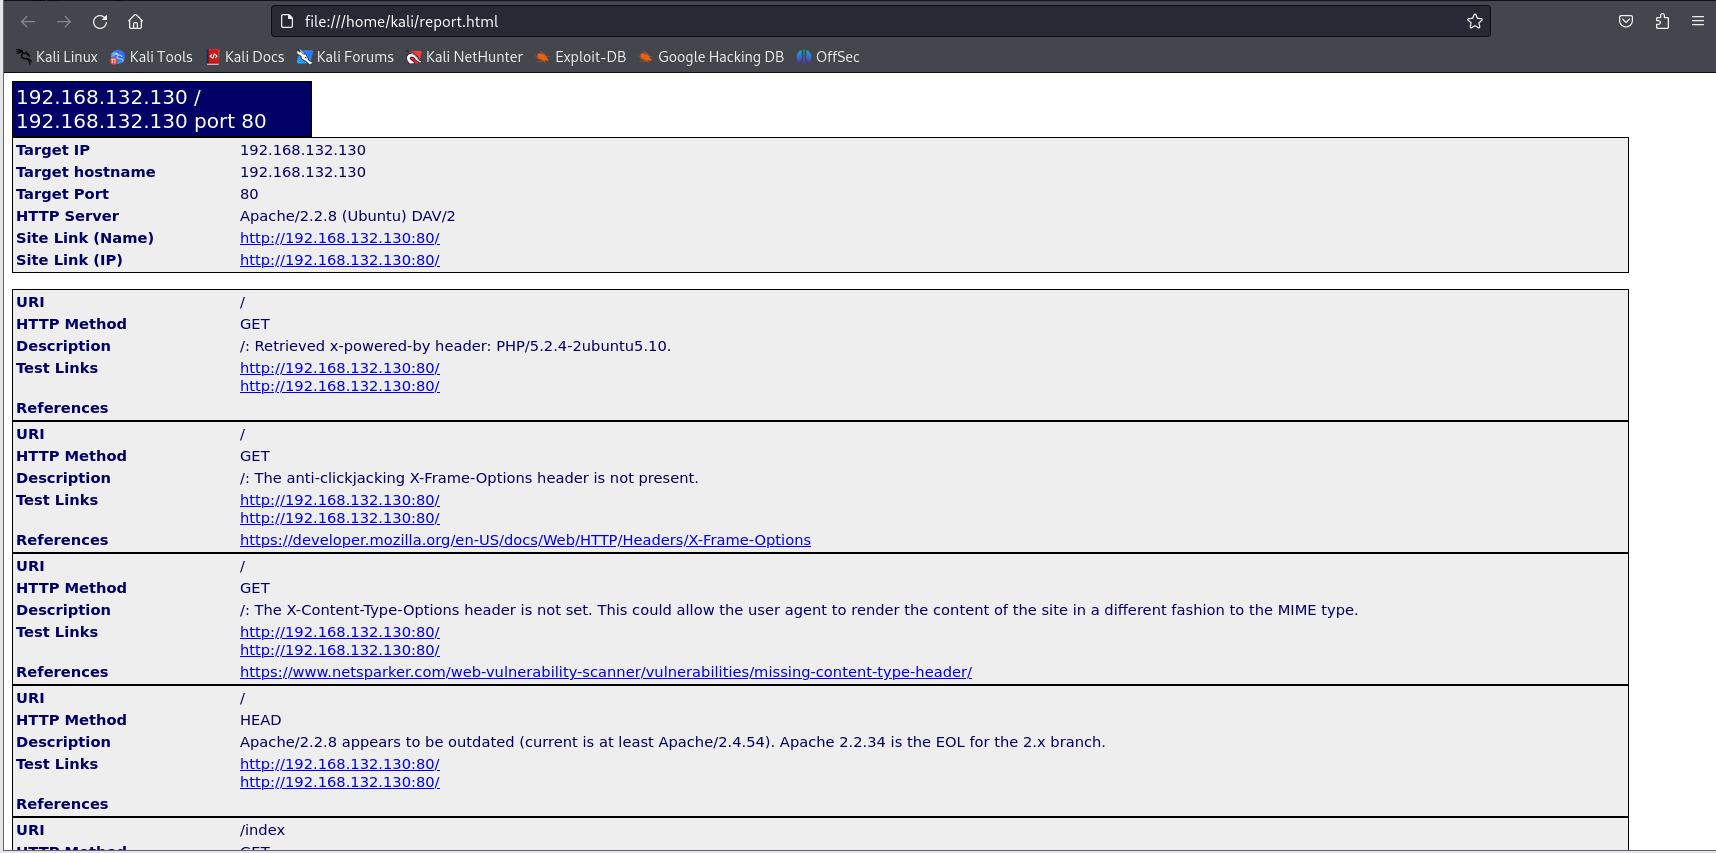 file:///home/kali/report.html
Kali Linux Kali Tools Kali Docs Kali Forums Kali NetHunter Exploit-DB Google Hacking DB OffSec
192.168.132.130 /
192.168.132.130 port 80
Target IP 192.168.132.130
Target hostname 192.168.132.130
Target Port 80
HTTP Server Apache/2.2.8 (Ubuntu) DAV/2
Site Link (Name) http://192.168.132.130:80/
Site Link (IP) http://192.168.132.130:80/
URI /
HTTP Method GET
Description /: Retrieved x-powered-by header: PHP/5.2.4-2ubuntu5.10.
Test Links http://192.168.132.130:80/
http://192.168.132.130:80/
References
URI /
HTTP Method GET
Description /: The anti-clickjacking X-Frame-Options header is not present.
Test Links http://192.168.132.130:80/
http://192.168.132.130:80/
References https://developer.mozilla.org/en-US/docs/Web/HTTP/Headers/X-Frame-Options
URI /
HTTP Method GET
Description /: The X-Content-Type-Options header is not set. This could allow the user agent to render the content of the site in a different fashion to the MIME type.
Test Links http://192.168.132.130:80/
http://192.168.132.130:80/
References https://www.netsparker.com/web-vulnerability-scanner/vulnerabilities/missing-content-type-header/
URI /
HTTP Method HEAD
Description Apache/2.2.8 appears to be outdated (current is at least Apache/2.4.54). Apache 2.2.34 is the EOL for the 2.x branch.
Test Links http://192.168.132.130:80/
http://192.168.132.130:80/
References
URI /index
HTTP Method GET